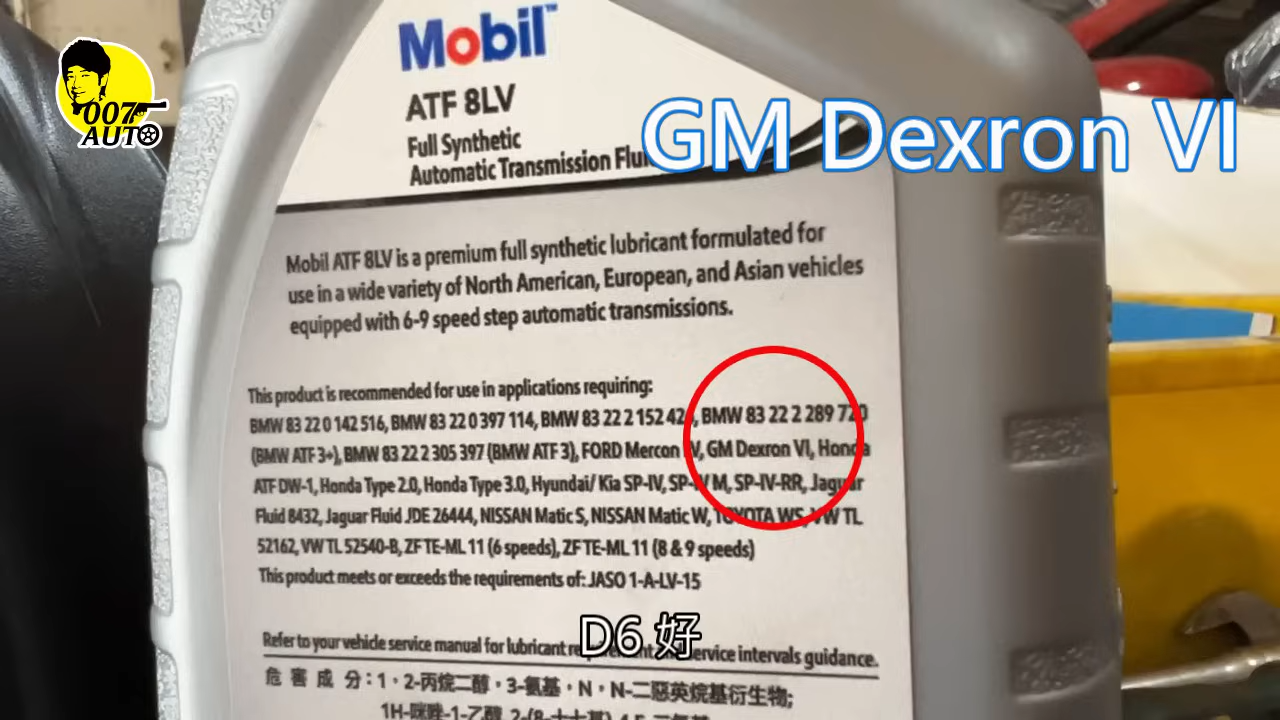 007
AUTO
Mobil™
ATF 8LV
Full Synthetic
Automatic Transmission
GM Dexron VI
Mobil ATF 8LV is a premium full synthetic lubricant formulated for
use in a wide variety of North American, European, and Asian vehicles
equipped with 6-9 speed step automatic transmissions.
This product is recommended for use in applications requiring:
BMW 83 22 0 142 516, BMW 83 22 0 397 114, BMW 83 22 2 152 42 , BMW 83 22 2 289 720
(BMW ATF 3+), BMW 83 22 2 305 397 (BMW ATF 3), FORD Mercon LV, GM Dexron VI, Honda
ATF DW-1, Honda Type 2.0, Honda Type 3.0, Hyundai/ Kia SP-IV, SP-IV M, SP-IV-RR, Jaguar
Fluid 8432, Jaguar Fluid JDE 26444, NISSAN Matic S, NISSAN Matic W, TOYOTA WS, VW TL
52162, VW TL 52540-B, ZF TE-ML 11 (6 speeds), ZF TE-ML 11 (8 & 9 speeds)
This product meets or exceeds the requirements of: JASO 1-A-LV-15
Refer to your vehicle service manual for lubricant requirement and service intervals guidance.
D6 好
危害成分：1，2-丙烷二醇，3-氨基，N，N-二惡英烷基衍生物;